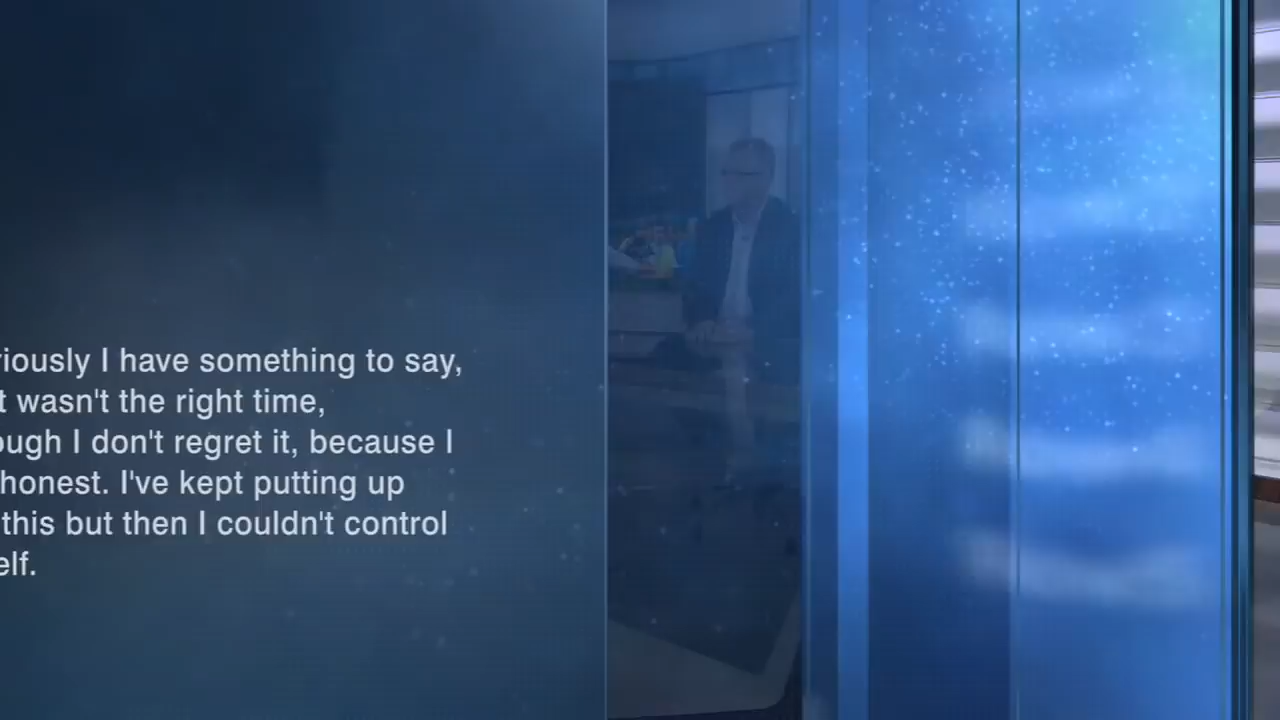 riously I have something to say,
t wasn't the right time,
ough I don't regret it, because I
honest. I've kept putting up
this but then I couldn't control
elf.